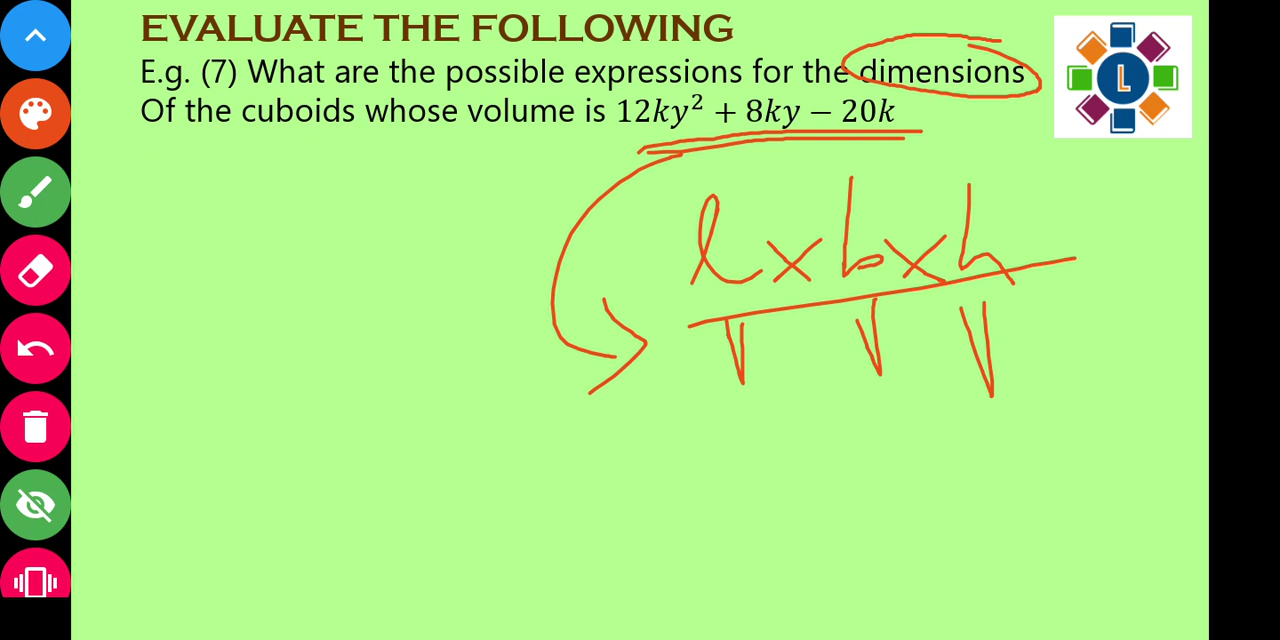 EVALUATE THE FOLLOWING
E.g. (7) What are the possible expressions for the dimensions
Of the cuboids whose volume is 12ky² + 8ky − 20k
L
l × b × h